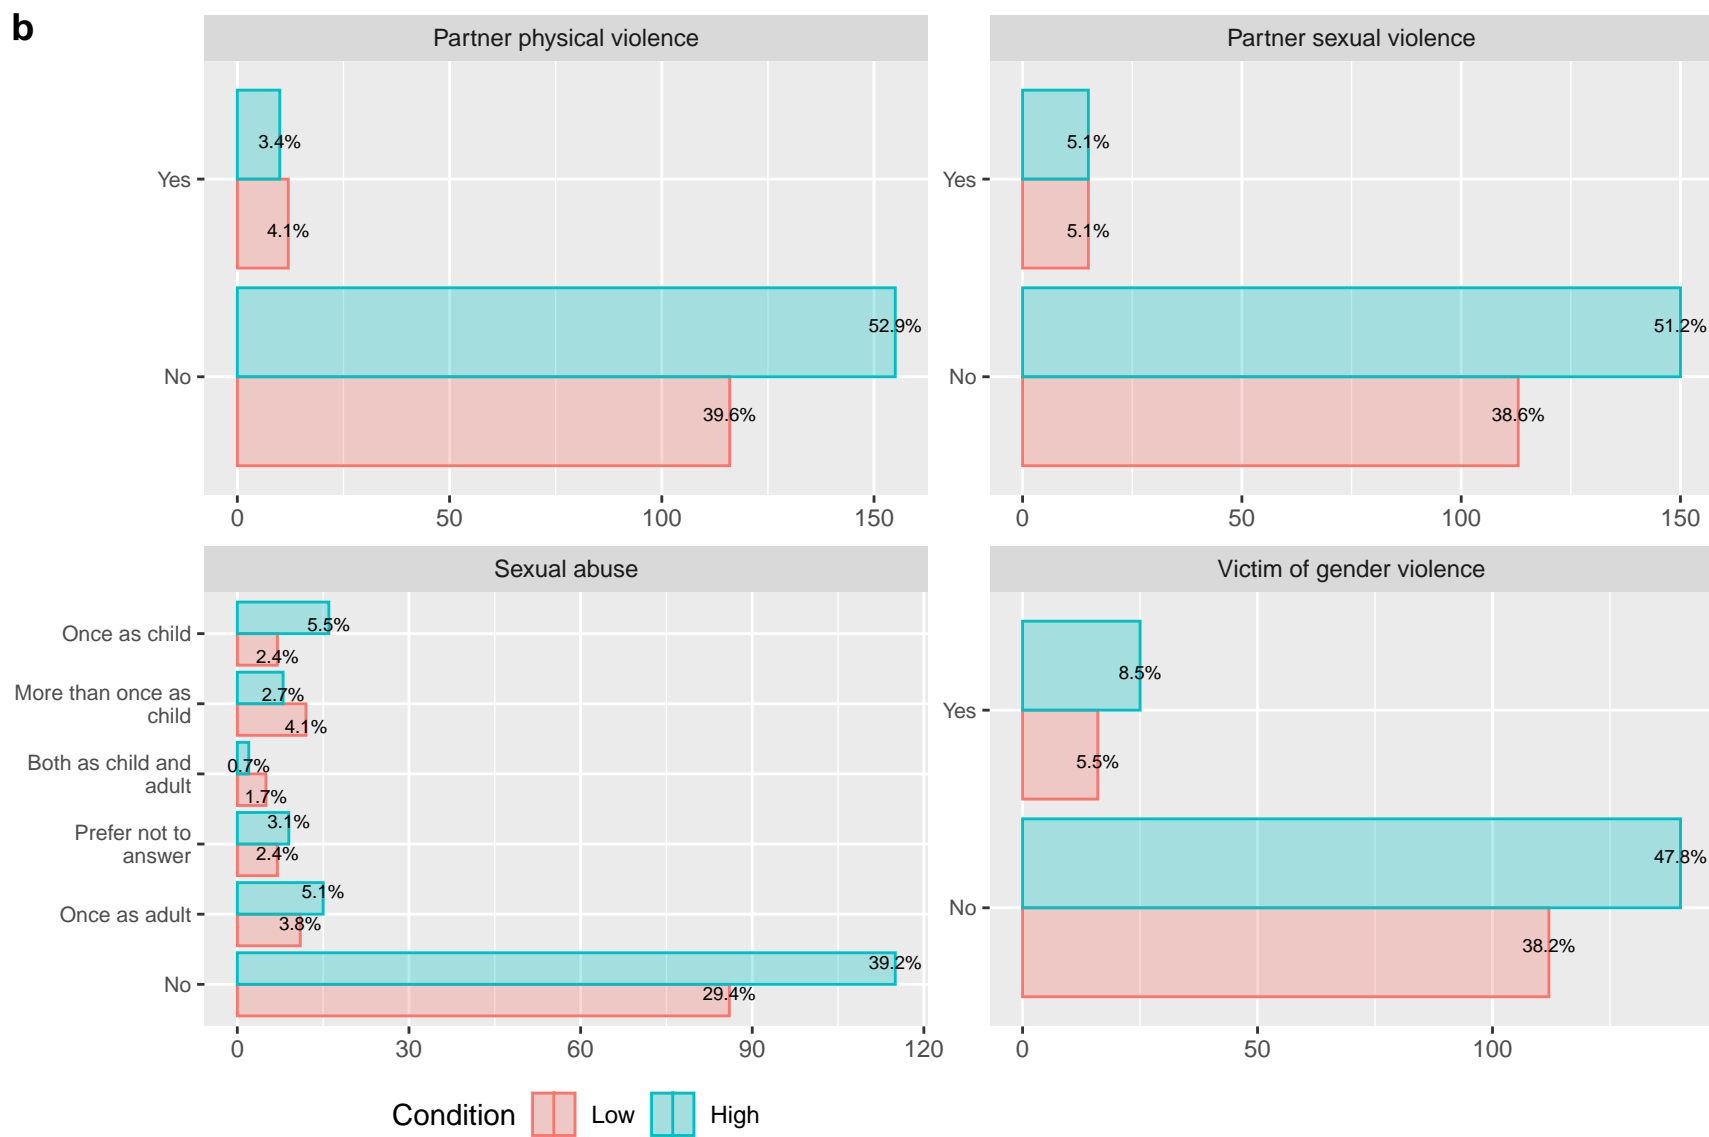 b
Partner physical violence
Partner sexual violence
Yes
3.4%
4.1%
No
52.9%
39.6%
0 50 100 150
Yes
5.1%
5.1%
No
51.2%
38.6%
0 50 100 150
Sexual abuse
Once as child
5.5%
2.4%
More than once as
child
2.7%
4.1%
Both as child and
adult
0.7%
1.7%
Prefer not to
answer
3.1%
2.4%
Once as adult
5.1%
3.8%
No
39.2%
29.4%
0 30 60 90 120
Victim of gender violence
Yes
8.5%
5.5%
No
47.8%
38.2%
0 50 100
Condition Low High